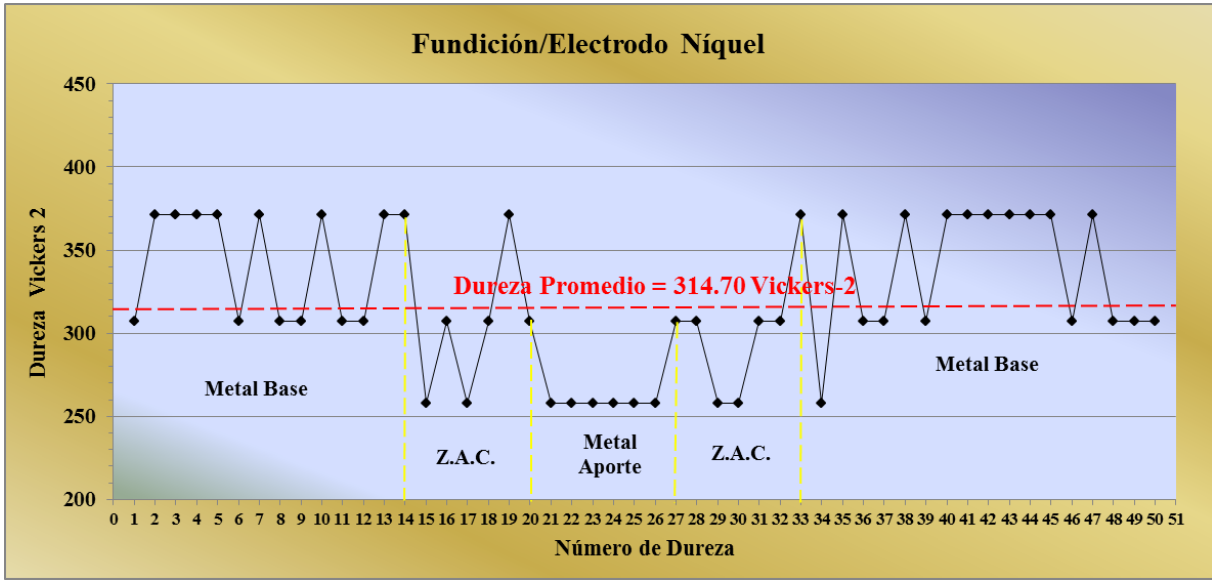 Fundición/Electrodo Níquel
450
400
350
300
250
200
Dureza Vickers 2
Dureza Promedio = 314.70 Vickers-2
Metal Base
Z.A.C.
Metal
Aporte
Z.A.C.
Metal Base
0 1 2 3 4 5 6 7 8 9 10 11 12 13 14 15 16 17 18 19 20 21 22 23 24 25 26 27 28 29 30 31 32 33 34 35 36 37 38 39 40 41 42 43 44 45 46 47 48 49 50 51
Número de Dureza